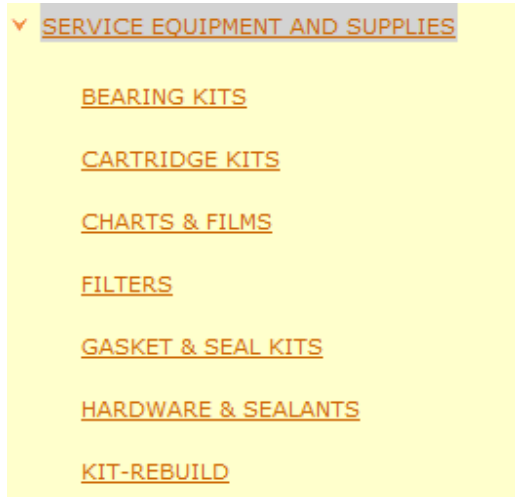 SERVICE EQUIPMENT AND SUPPLIES
BEARING KITS
CARTRIDGE KITS
CHARTS & FILMS
FILTERS
GASKET & SEAL KITS
HARDWARE & SEALANTS
KIT-REBUILD